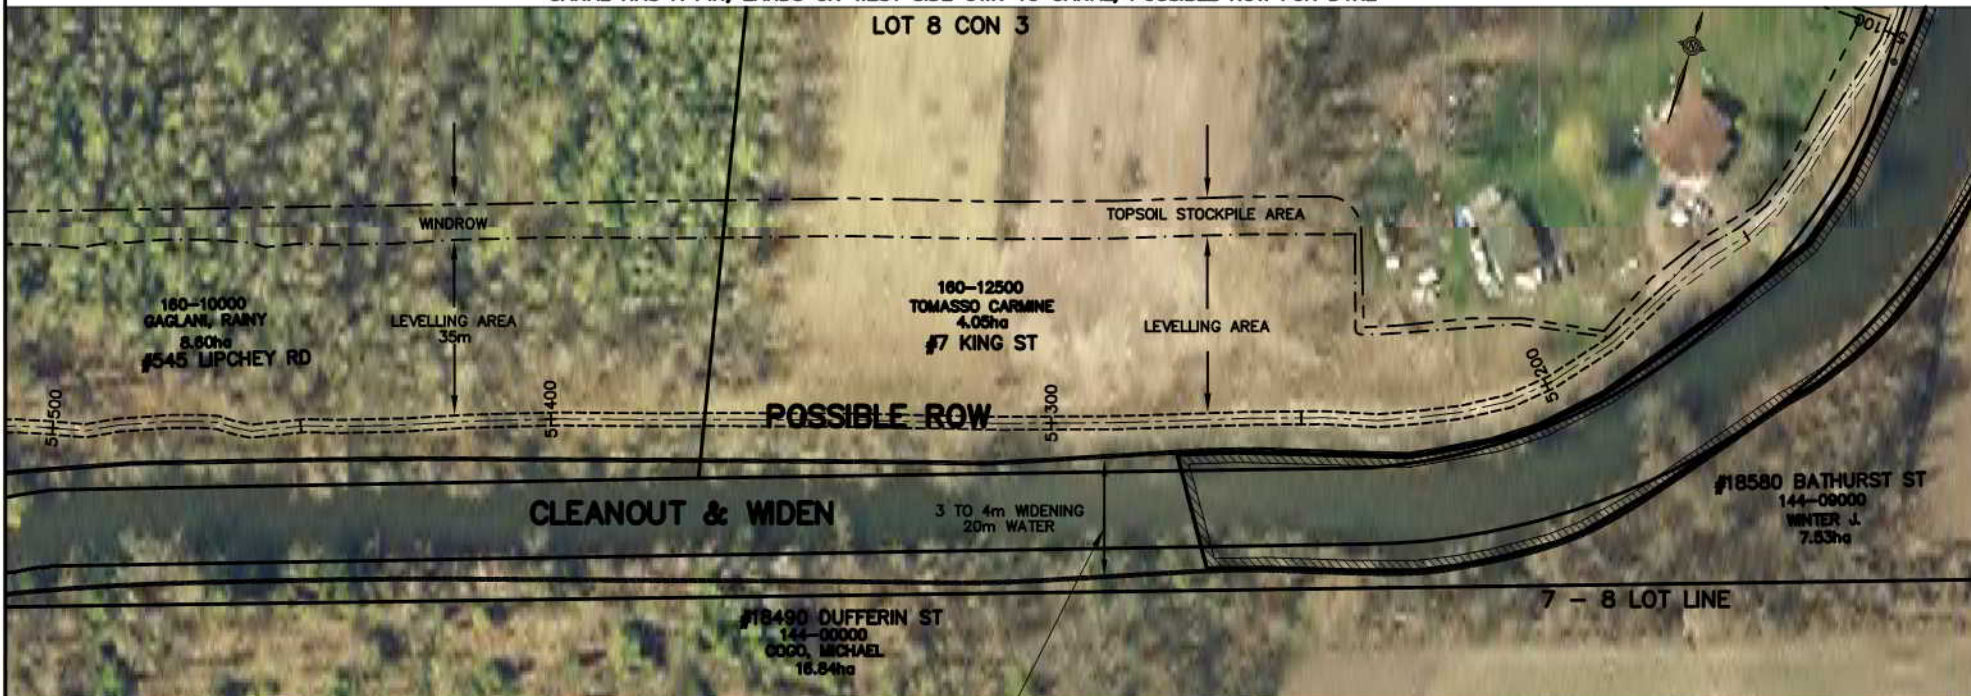 LOT 8 CON 3
5+100
WINDROW
TOPSOIL STOCKPILE AREA
160-10000
GAGLANI, RAINY
8.60ha
#545 LIPCHEY RD
LEVELLING AREA
35m
160-12500
TOMASSO CARMINE
4.05ha
#7 KING ST
LEVELLING AREA
5+500
5+400
POSSIBLE ROW
5+300
5+200
CLEANOUT & WIDEN
3 TO 4m WIDENING
20m WATER
#18580 BATHURST ST
144-09000
WINTER J.
7.53ha
7 - 8 LOT LINE
#18490 DUFFERIN ST
144-00000
COGO, MICHAEL
16.84ha